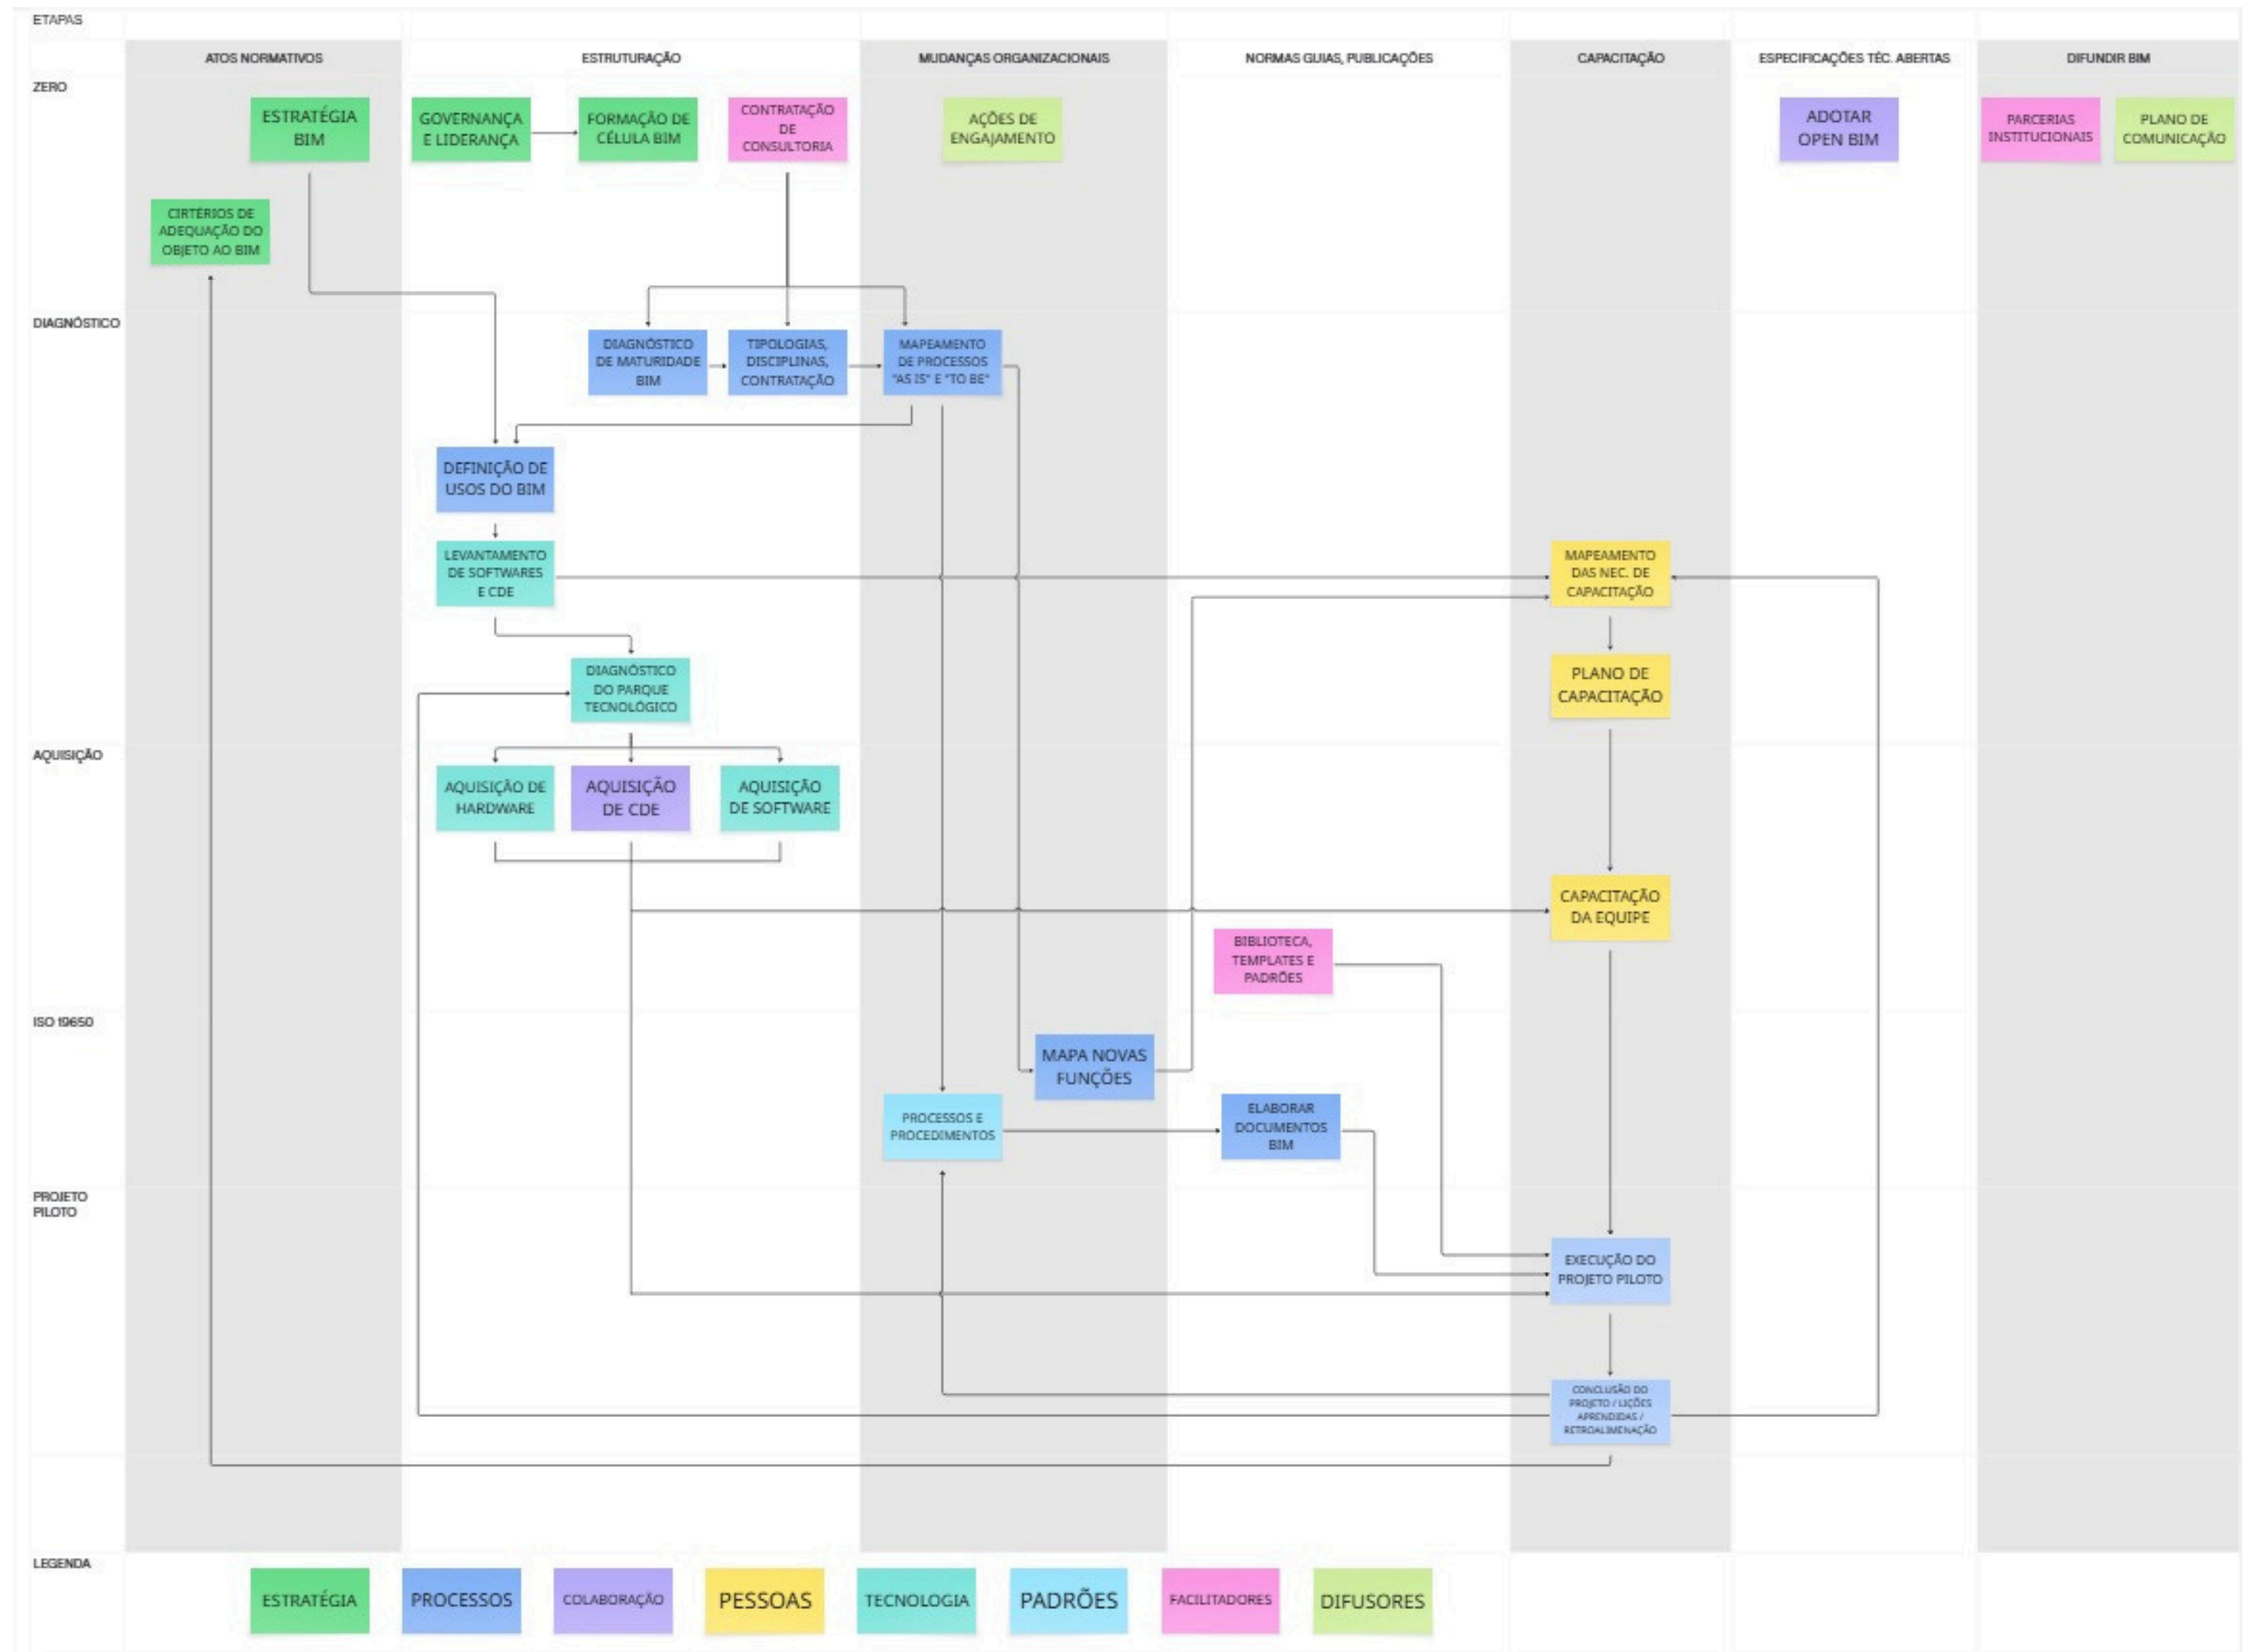 ETAPAS
ATOS NORMATIVOS
ESTRUTURAÇÃO
MUDANÇAS ORGANIZACIONAIS
NORMAS GUIAS, PUBLICAÇÕES
CAPACITAÇÃO
ESPECIFICAÇÕES TÉC. ABERTAS
DIFUNDIR BIM
ZERO
ESTRATÉGIA
BIM
GOVERNANÇA
E LIDERANÇA
FORMAÇÃO DE
CÉLULA BIM
CONTRATAÇÃO
DE
CONSULTORIA
AÇÕES DE
ENGAJAMENTO
ADOTAR
OPEN BIM
PARCERIAS
INSTITUCIONAIS
PLANO DE
COMUNICAÇÃO
CIRTÉRIOS DE
ADEQUAÇÃO DO
OBJETO AO BIM
DIAGNÓSTICO
DIAGNÓSTICO
DE MATURIDADE
BIM
TIPOLOGIAS,
DISCIPLINAS,
CONTRATAÇÃO
MAPEAMENTO
DE PROCESSOS
"AS IS" E "TO BE"
DEFINIÇÃO DE
USOS DO BIM
LEVANTAMENTO
DE SOFTWARES
E CDE
MAPEAMENTO
DAS NEC. DE
CAPACITAÇÃO
DIAGNÓSTICO
DO PARQUE
TECNOLÓGICO
PLANO DE
CAPACITAÇÃO
AQUISIÇÃO
AQUISIÇÃO DE
HARDWARE
AQUISIÇÃO
DE CDE
AQUISIÇÃO
DE SOFTWARE
CAPACITAÇÃO
DA EQUIPE
BIBLIOTECA,
TEMPLATES E
PADRÕES
ISO 19650
MAPA NOVAS
FUNÇÕES
PROCESSOS E
PROCEDIMENTOS
ELABORAR
DOCUMENTOS
BIM
PROJETO
PILOTO
EXECUÇÃO DO
PROJETO PILOTO
CONCLUSÃO DO
PROJETO / LIÇÕES
APRENDIDAS /
RETROALIMENAÇÃO
LEGENDA
ESTRATÉGIA
PROCESSOS
COLABORAÇÃO
PESSOAS
TECNOLOGIA
PADRÕES
FACILITADORES
DIFUSORES